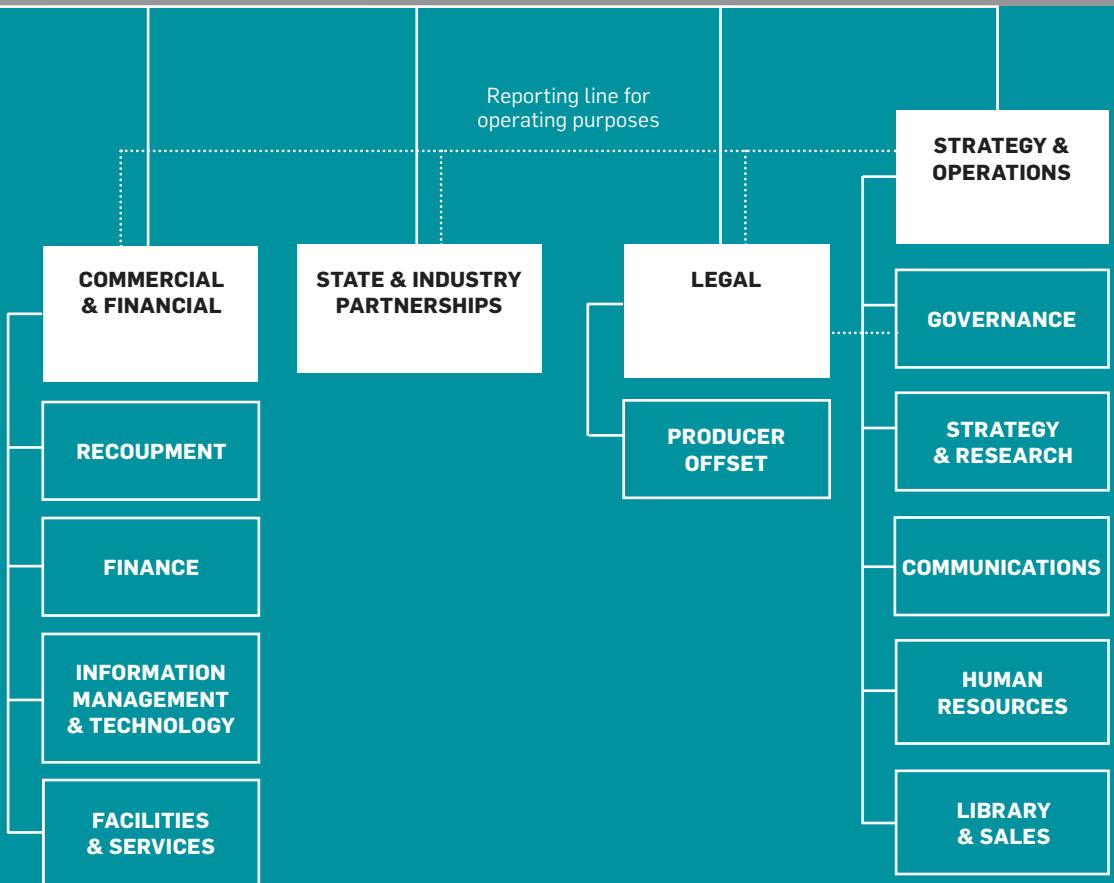 Reporting line for
operating purposes
STRATEGY &
OPERATIONS
COMMERCIAL
& FINANCIAL
STATE & INDUSTRY
PARTNERSHIPS
LEGAL
GOVERNANCE
RECOUPMENT
PRODUCER
OFFSET
STRATEGY
& RESEARCH
FINANCE
COMMUNICATIONS
INFORMATION
MANAGEMENT
& TECHNOLOGY
HUMAN
RESOURCES
FACILITIES
& SERVICES
LIBRARY
& SALES